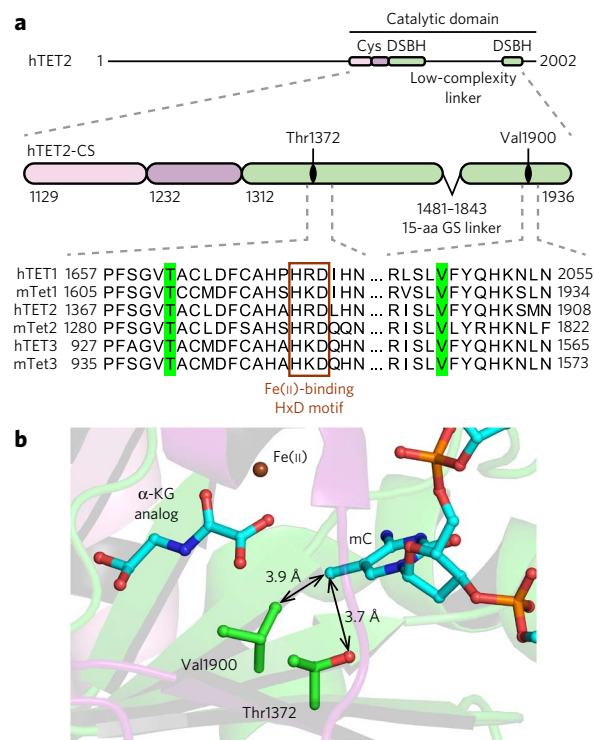 a
Catalytic domain
Cys DSBH DSBH
hTET2 1 2002
Low-complexity
linker
hTET2-CS Thr1372 Val1900
1129 1232 1312 1936
1481–1843
15-aa GS linker
hTET1 1657 PFSGVTACLDFCAHPHRDIHN ... RLSLVFYQHKNLN 2055
mTet1 1605 PFSGVTCCMDFCAHSHKDIHN ... RVSLVFYQHKSLN 1934
hTET2 1367 PFSGVTACLDFCAHPHRDLHN ... RISLVFYQHKSMN 1908
mTet2 1280 PFSGVTACLDFSAHSHRDQQN ... RISLVLYRHKNLF 1822
hTET3 927 PFAGVTACMDFCAHAHKDQHN ... RISLVFYQHKNLN 1565
mTet3 935 PFSGVTACMDFCAHAHKDQHN ... RISLVFYQHKNLN 1573
Fe(II)-binding
HxD motif
b
Fe(II)
α-KG
analog
mC
3.9 Å
3.7 Å
Val1900
Thr1372